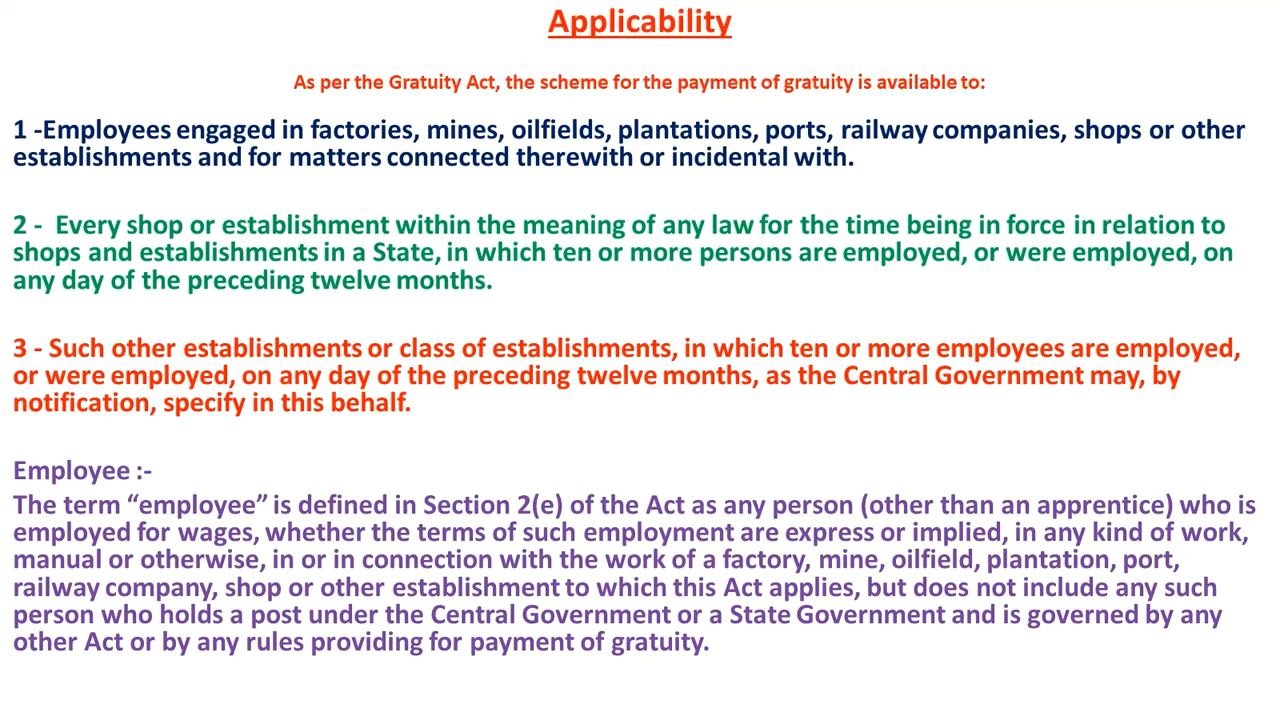 Applicability
As per the Gratuity Act, the scheme for the payment of gratuity is available to:
1 -Employees engaged in factories, mines, oilfields, plantations, ports, railway companies, shops or other
establishments and for matters connected therewith or incidental with.
2 -  Every shop or establishment within the meaning of any law for the time being in force in relation to
shops and establishments in a State, in which ten or more persons are employed, or were employed, on
any day of the preceding twelve months.
3 - Such other establishments or class of establishments, in which ten or more employees are employed,
or were employed, on any day of the preceding twelve months, as the Central Government may, by
notification, specify in this behalf.
Employee :-
The term “employee” is defined in Section 2(e) of the Act as any person (other than an apprentice) who is
employed for wages, whether the terms of such employment are express or implied, in any kind of work,
manual or otherwise, in or in connection with the work of a factory, mine, oilfield, plantation, port,
railway company, shop or other establishment to which this Act applies, but does not include any such
person who holds a post under the Central Government or a State Government and is governed by any
other Act or by any rules providing for payment of gratuity.